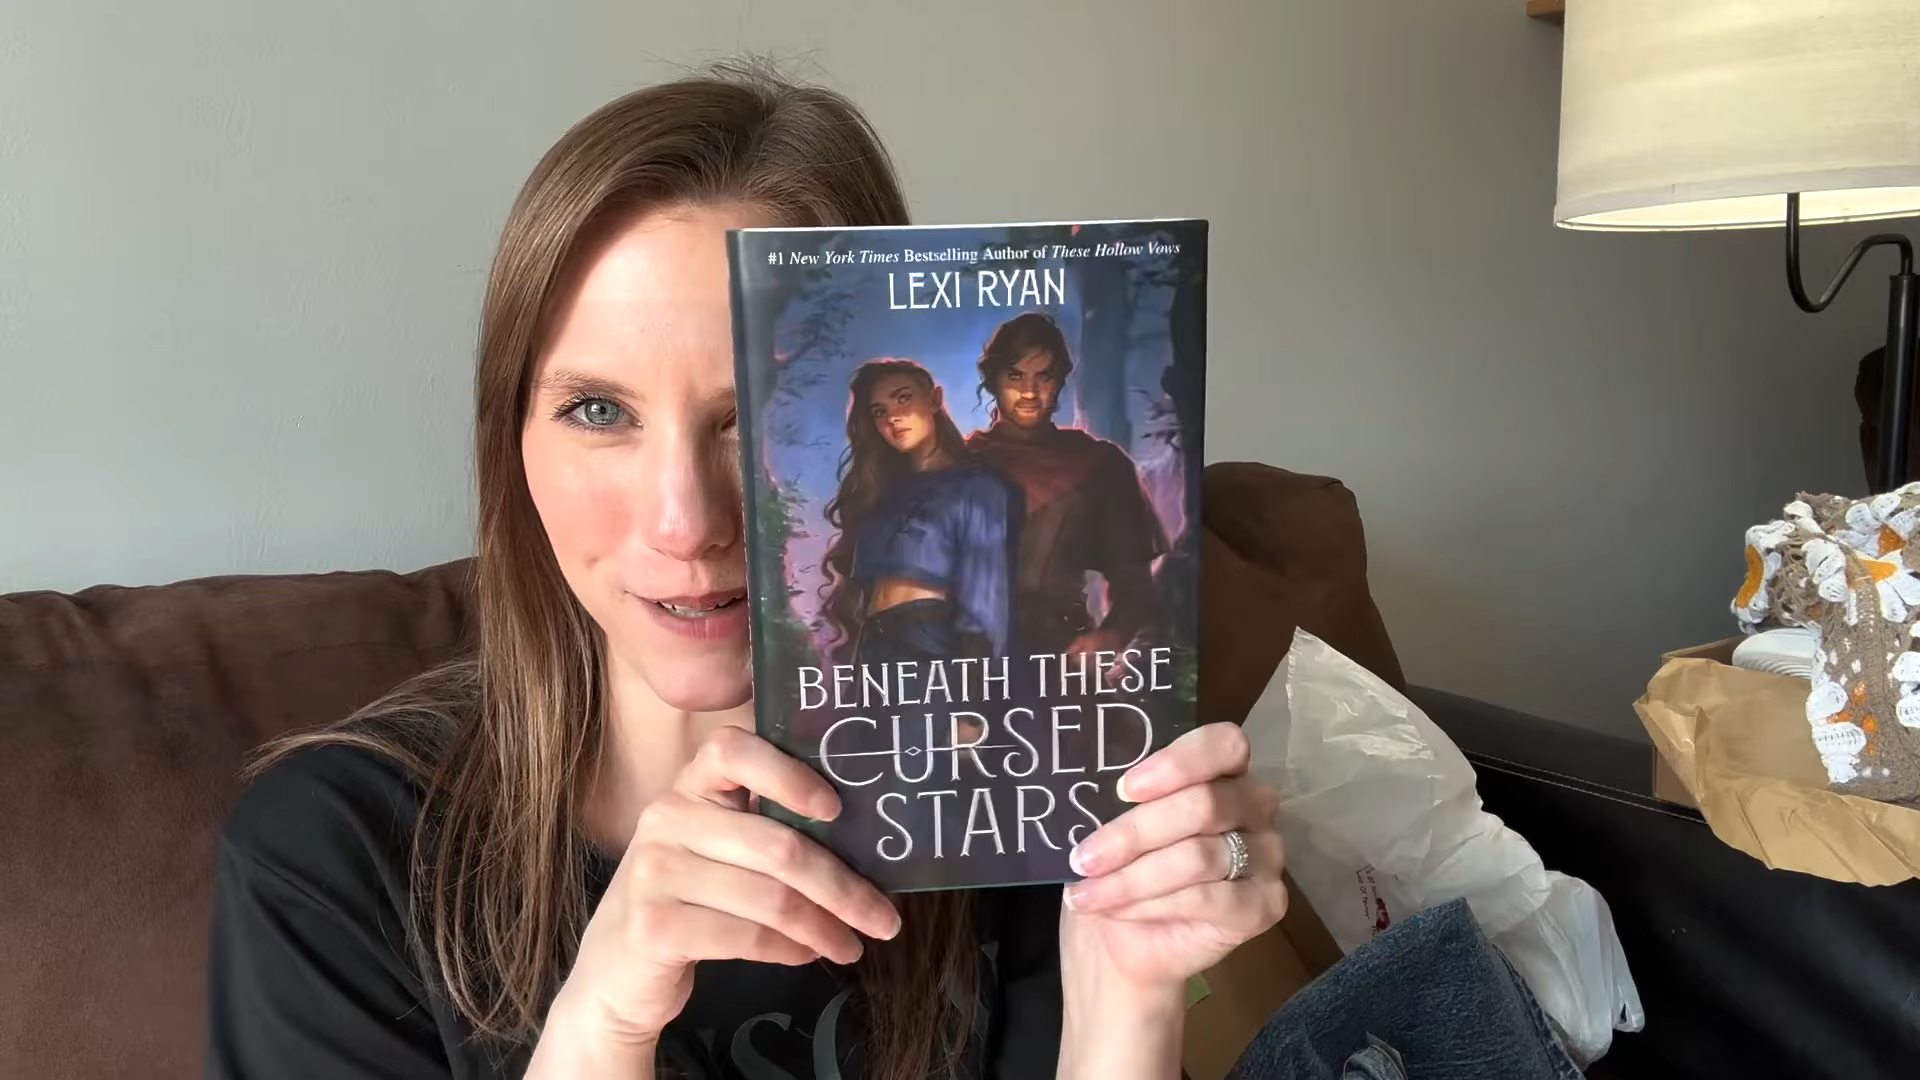 #1 New York Times Bestselling Author of These Hollow Vows
LEXI RYAN
BENEATH THESE
CURSED
STARS